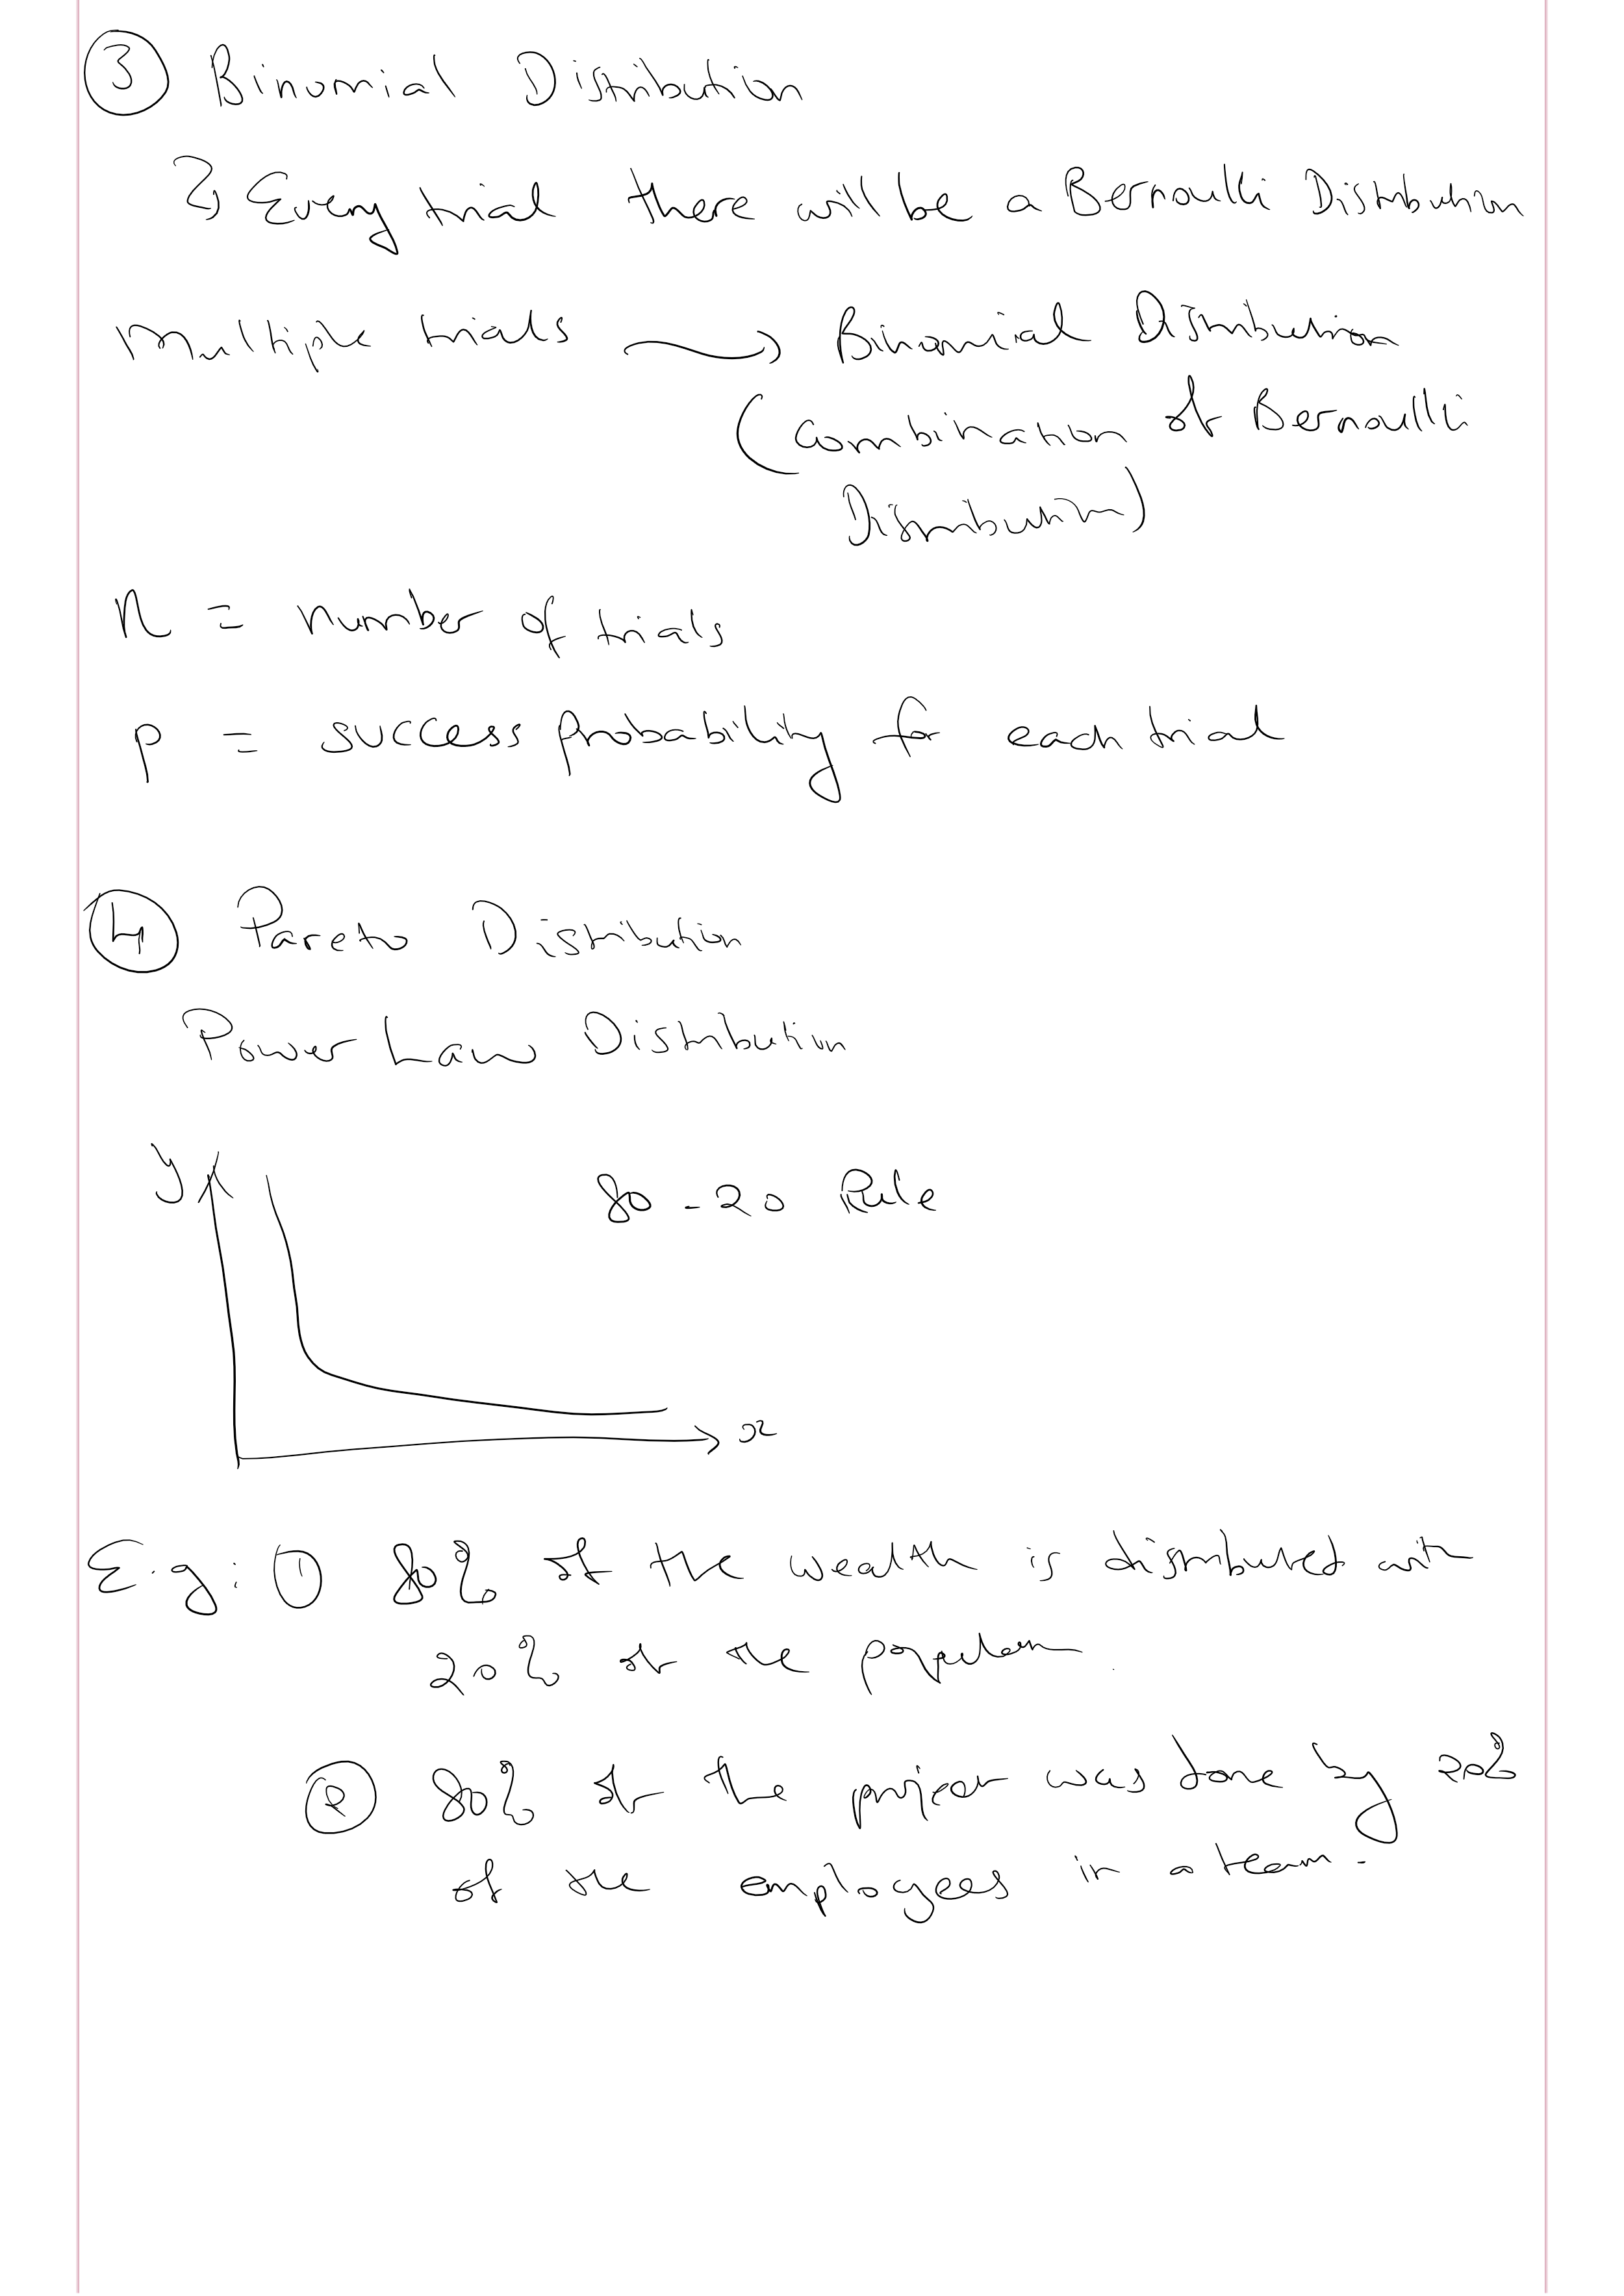 3 Binomial Distribution
Every trial there will be a Bernoulli Distribution
Multiple trials → Binomial Distribution
(Combination of Bernoulli
Distribution)
n = number of trials
p = success probability for each trial
4 Pareto Distribution
Power Law Distribution
y
80-20 Rule
x
E.g: 1 80% of the wealth is distributed with
20% of the population.
2 80% of the project was done by 20%
of the employees in a team.